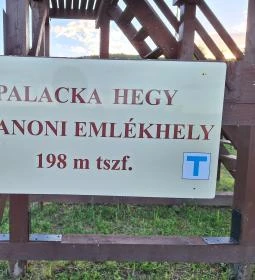 PALACKA HEGY
ANONI EMLÉKHELY
198 m tszf.
T